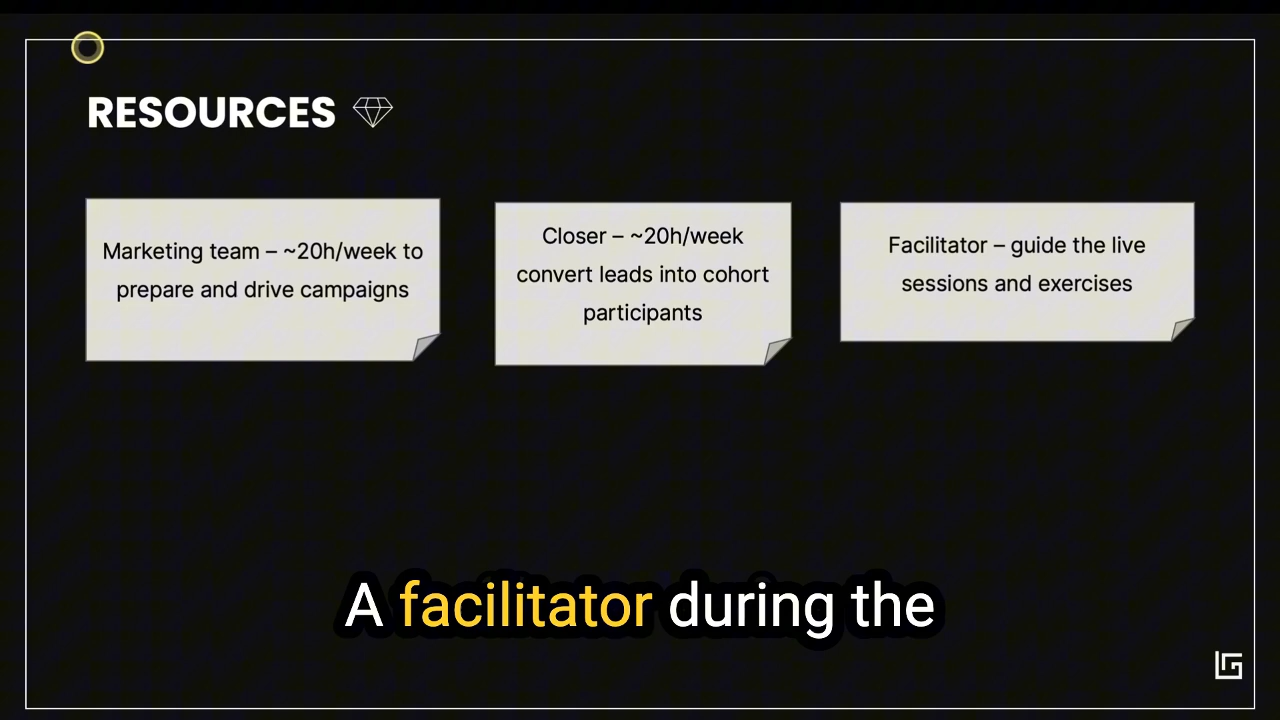 RESOURCES
Marketing team – ~20h/week to
prepare and drive campaigns
Closer – ~20h/week
convert leads into cohort
participants
Facilitator – guide the live
sessions and exercises
A facilitator during the